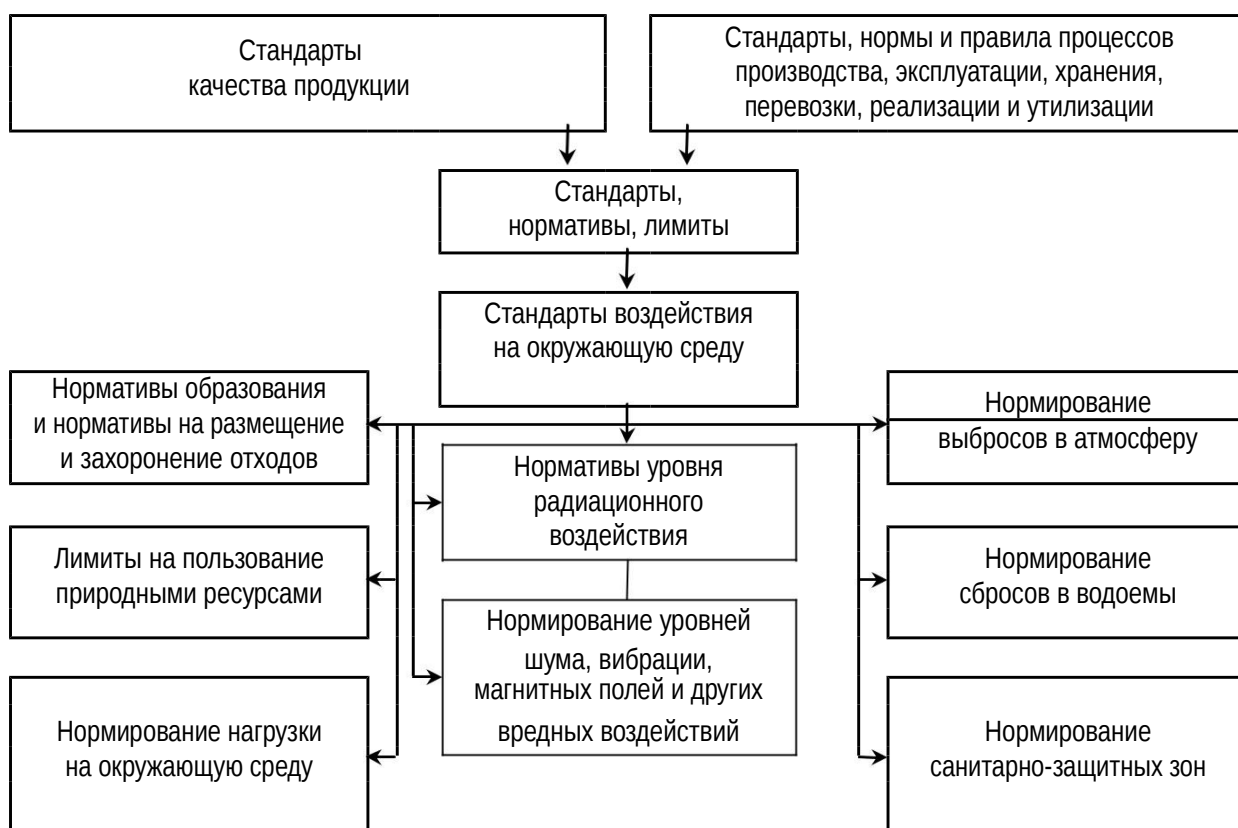 Стандарты
качества продукции
Стандарты, нормы и правила процессов
производства, эксплуатации, хранения,
перевозки, реализации и утилизации
Стандарты,
нормативы, лимиты
Стандарты воздействия
на окружающую среду
Нормативы образования
и нормативы на размещение
и захоронение отходов
Нормирование
выбросов в атмосферу
Нормативы уровня
радиационного
воздействия
Лимиты на пользование
природными ресурсами
Нормирование
сбросов в водоемы
Нормирование уровней
шума, вибрации,
магнитных полей и других
вредных воздействий
Нормирование нагрузки
на окружающую среду
Нормирование
санитарно-защитных зон